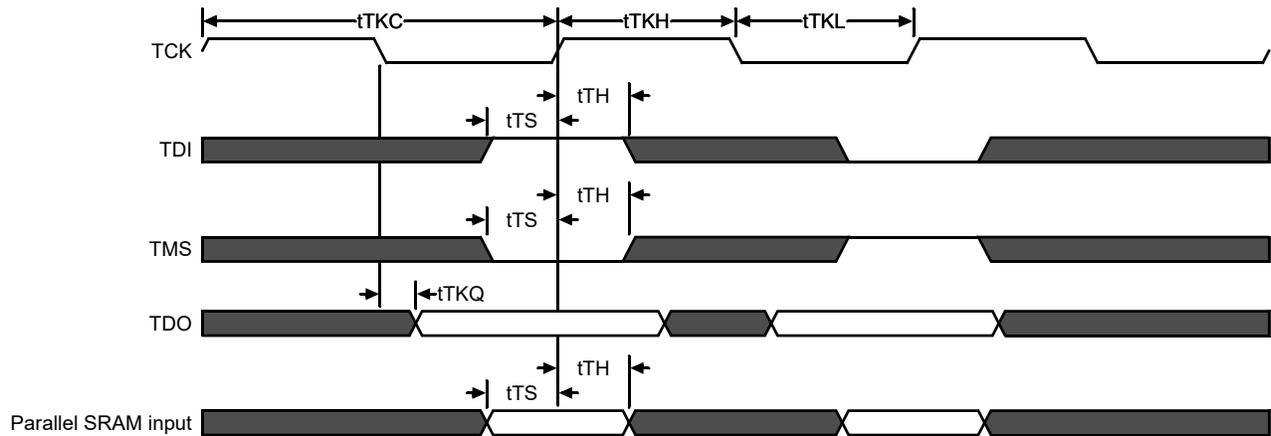 tTKC
tTKH
tTKL
TCK
tTH
tTS
TDI
tTH
tTS
TMS
tTKQ
TDO
tTH
tTS
Parallel SRAM input